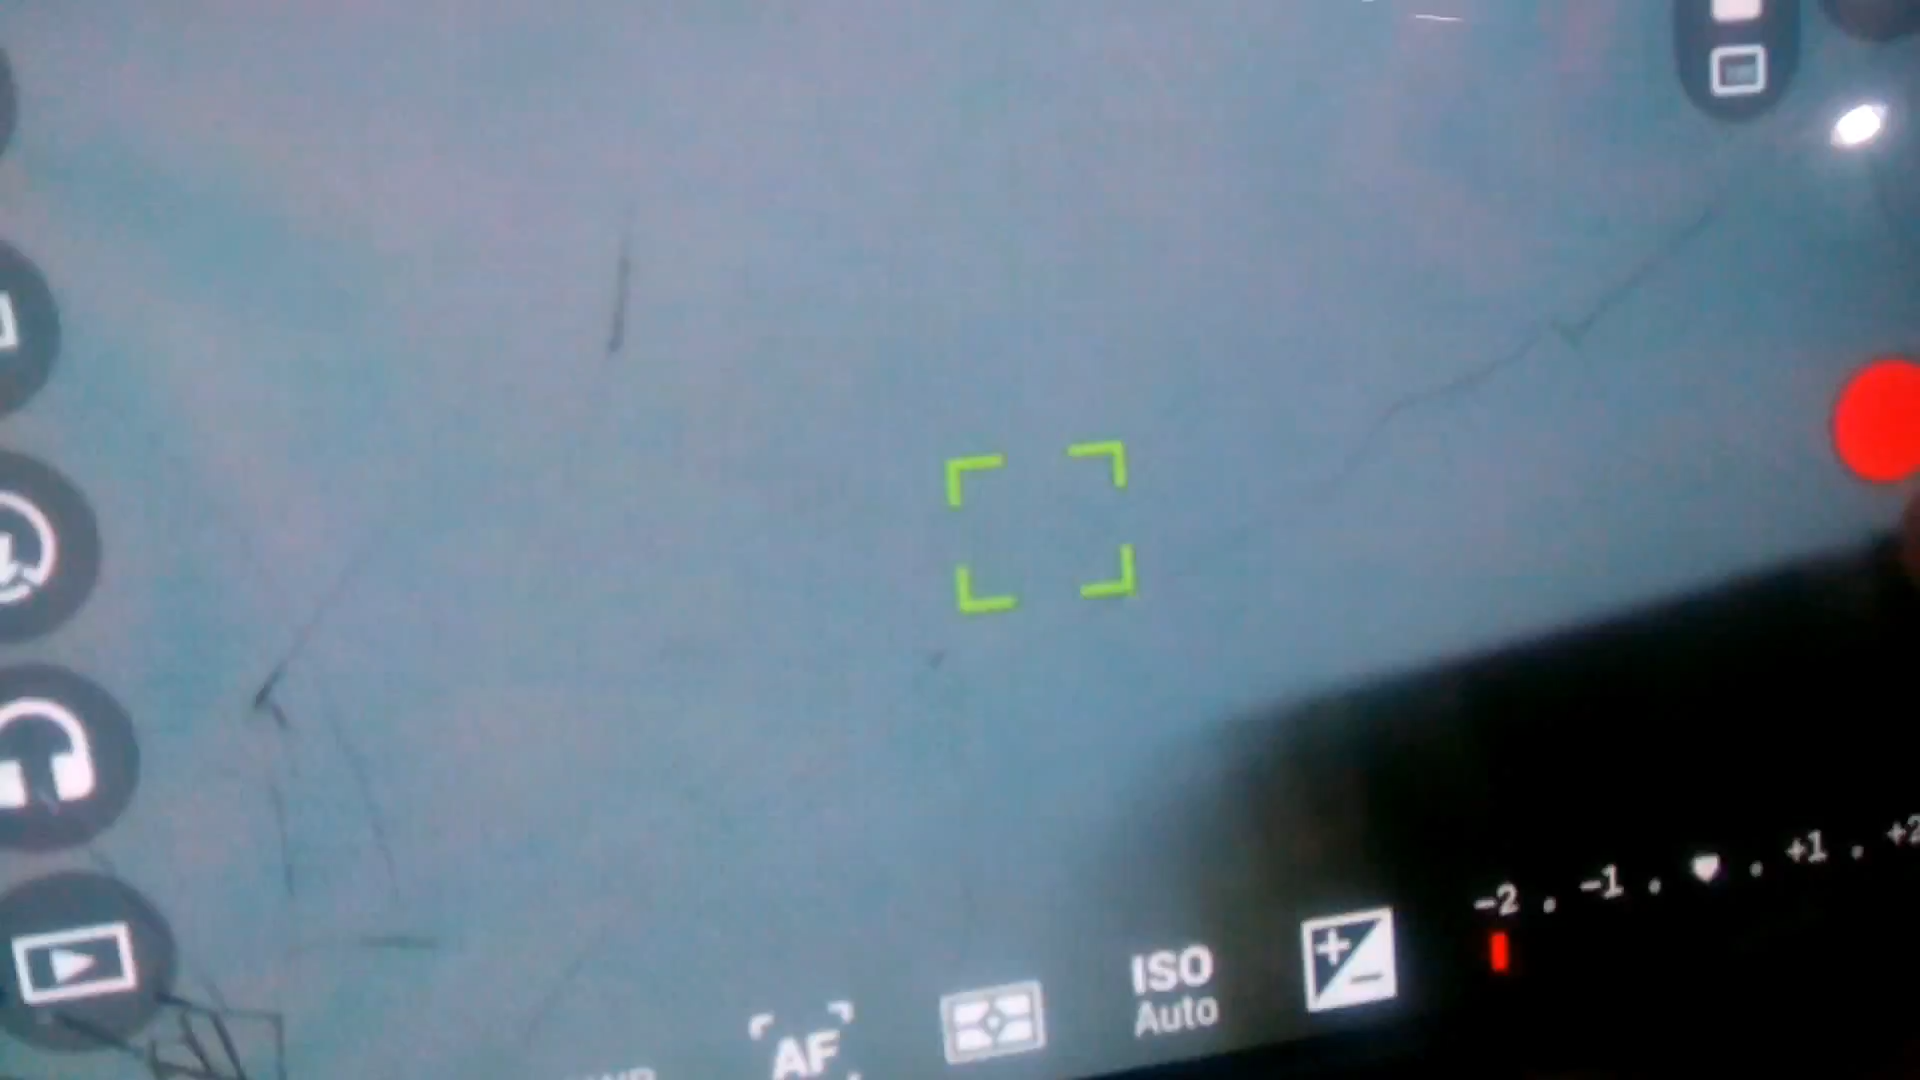 -2 . -1 . ♥ . +1 . +2
ISO
Auto
AF